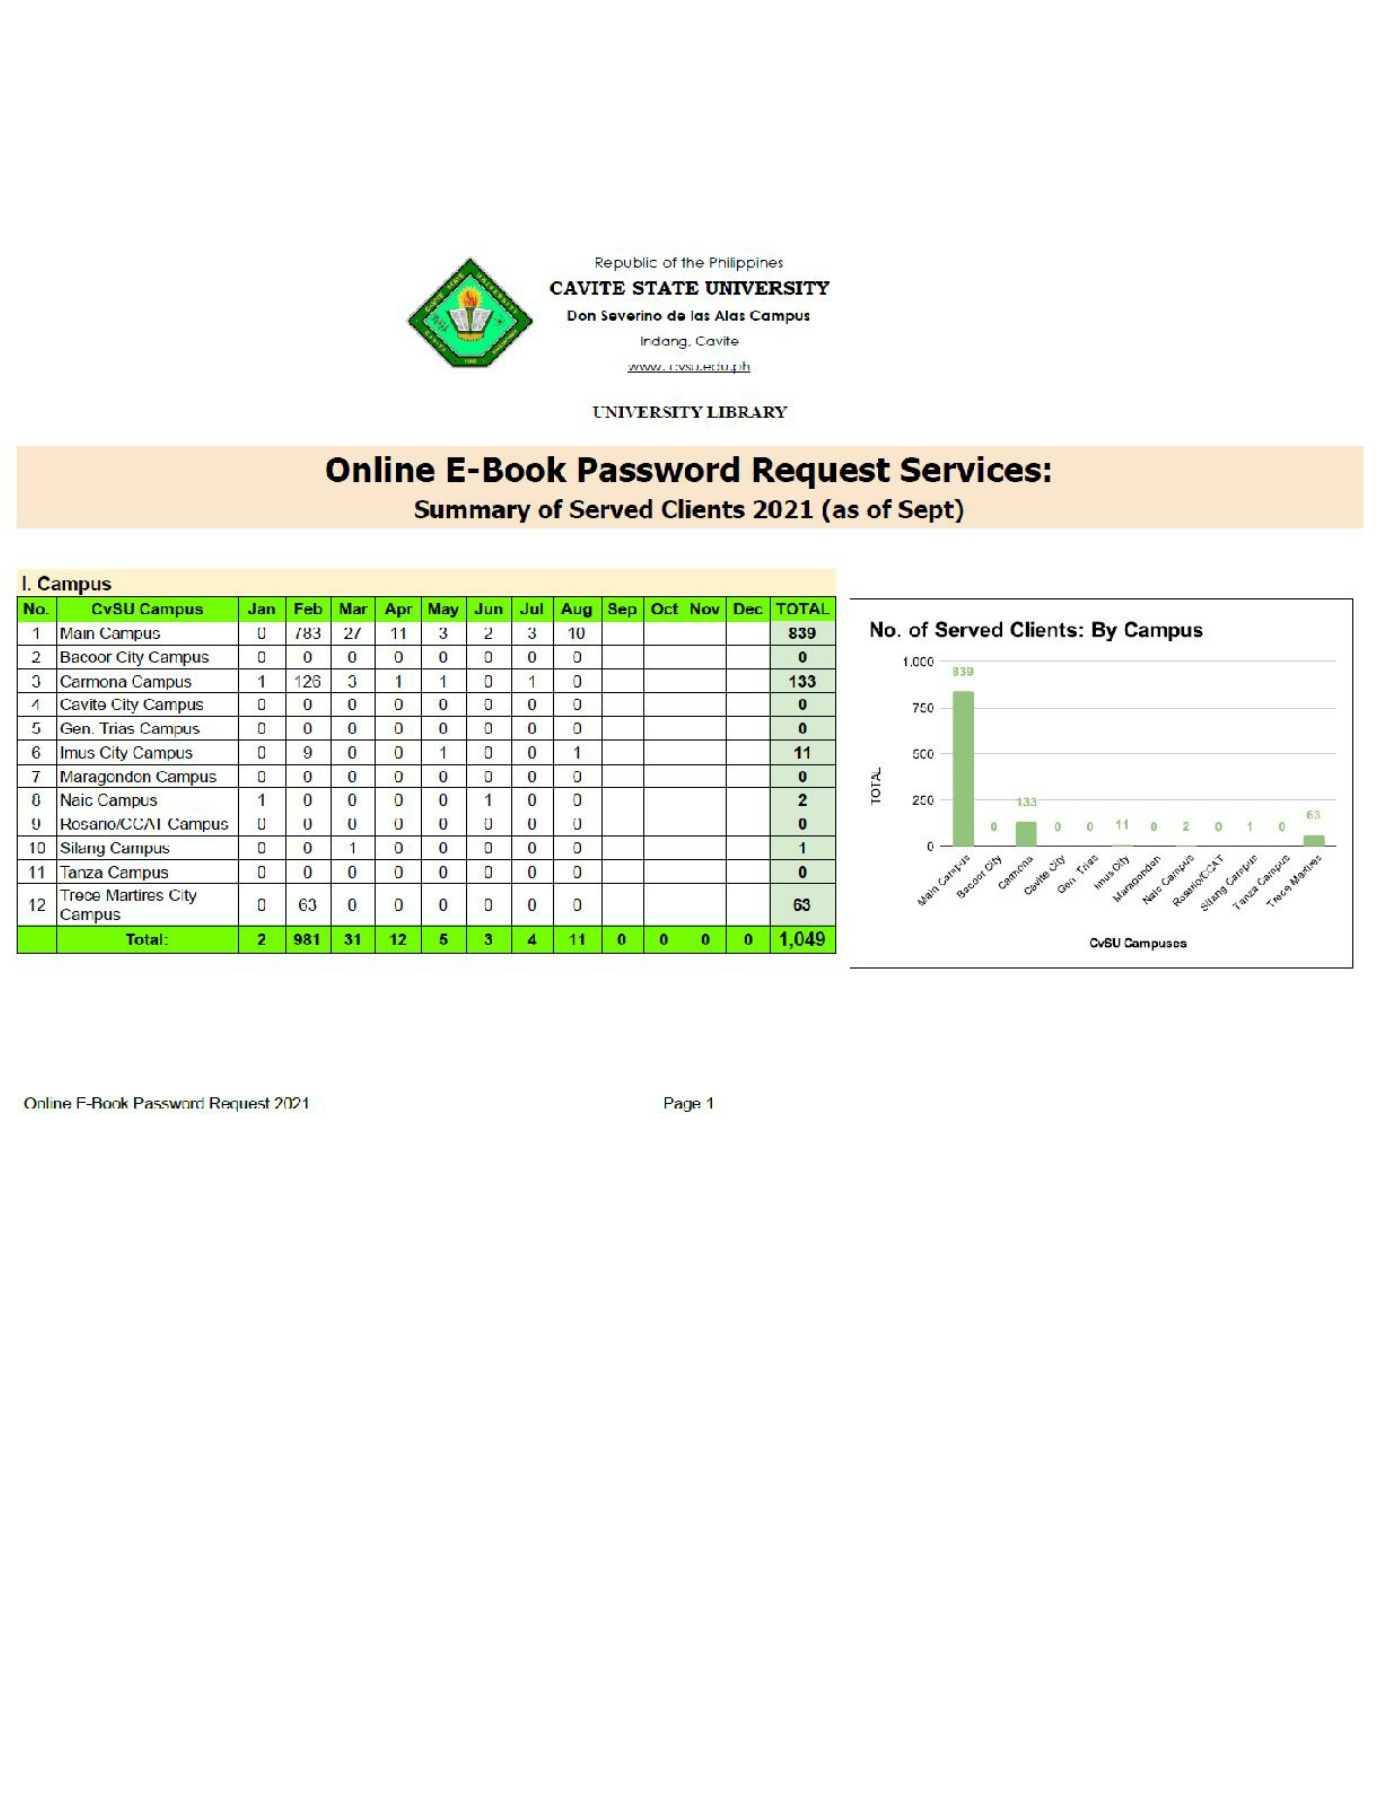 Republic of the Philippines
CAVITE STATE UNIVERSITY
Don Severino de las Alas Campus
Indang, Cavite
www.cvsu.edu.ph
UNIVERSITY LIBRARY
Online E-Book Password Request Services:
Summary of Served Clients 2021 (as of Sept)
I. Campus
No. CvSU Campus Jan Feb Mar Apr May Jun Jul Aug Sep Oct Nov Dec TOTAL
1 Main Campus 0 783 27 11 3 2 3 10 839
2 Bacoor City Campus 0 0 0 0 0 0 0 0 0
3 Carmona Campus 1 126 3 1 1 0 1 0 133
4 Cavite City Campus 0 0 0 0 0 0 0 0 0
5 Gen. Trias Campus 0 0 0 0 0 0 0 0 0
6 Imus City Campus 0 9 0 0 1 0 0 1 11
7 Maragondon Campus 0 0 0 0 0 0 0 0 0
8 Naic Campus 1 0 0 0 0 1 0 0 2
9 Rosario/CCAT Campus 0 0 0 0 0 0 0 0 0
10 Silang Campus 0 0 1 0 0 0 0 0 1
11 Tanza Campus 0 0 0 0 0 0 0 0 0
12 Trece Martires City
Campus 0 63 0 0 0 0 0 0 63
Total: 2 981 31 12 5 3 4 11 0 0 0 0 1,049
No. of Served Clients: By Campus
TOTAL
1,000
750
500
250
0
839 0 133 0 0 11 0 2 0 1 0 63
Main Campus
Bacoor City
Carmona
Cavite City
Gen. Trias
Imus City
Maragondon
Naic Campus
Rosario/CCAT
Silang Campus
Tanza Campus
Trece Martires
CvSU Campuses
Online E-Book Password Request 2021
Page 1